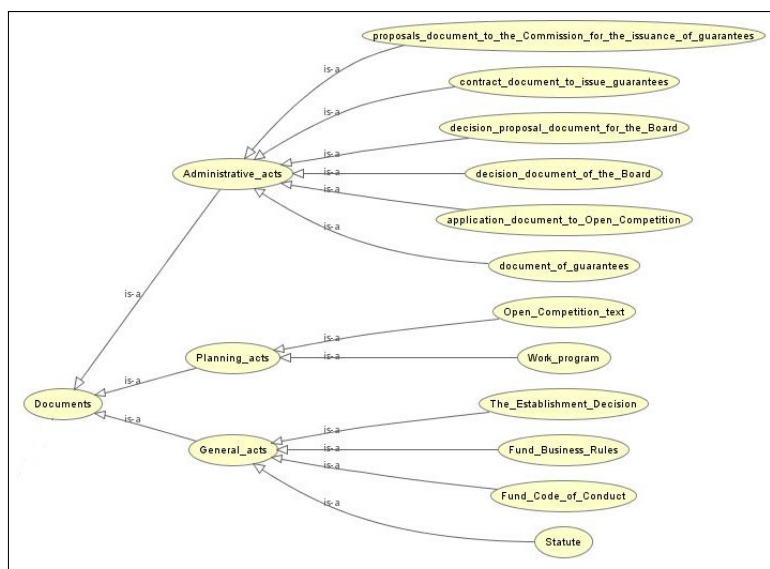 proposals_document_to_the_Commission_for_the_issuance_of_guarantees
is-a
contract_document_to_issue_guarantees
is-a
decision_proposal_document_for_the_Board
is-a
Administrative_acts
is-a
decision_document_of_the_Board
is-a
application_document_to_Open_Competition
is-a
document_of_guarantees
is-a
Open_Competition_text
is-a
Planning_acts
is-a
Work_program
is-a
Documents
is-a
The_Establishment_Decision
is-a
General_acts
is-a
Fund_Business_Rules
is-a
Fund_Code_of_Conduct
is-a
Statute